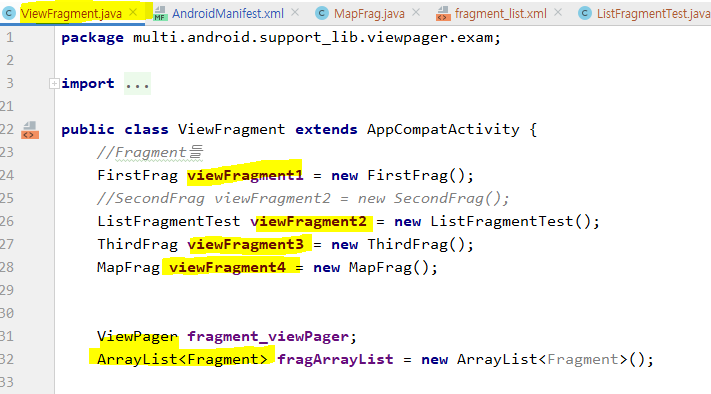 ViewFragment.java × AndroidManifest.xml × MapFrag.java × fragment_list.xml × ListFragmentTest.java
1 package multi.android.support_lib.viewpager.exam;
2
3 import ...
21
22 public class ViewFragment extends AppCompatActivity {
23 //Fragment들
24 FirstFrag viewFragment1 = new FirstFrag();
25 //SecondFrag viewFragment2 = new SecondFrag();
26 ListFragmentTest viewFragment2 = new ListFragmentTest();
27 ThirdFrag viewFragment3 = new ThirdFrag();
28 MapFrag viewFragment4 = new MapFrag();
29
30
31 ViewPager fragment_viewPager;
32 ArrayList<Fragment> fragArrayList = new ArrayList<Fragment>();
33